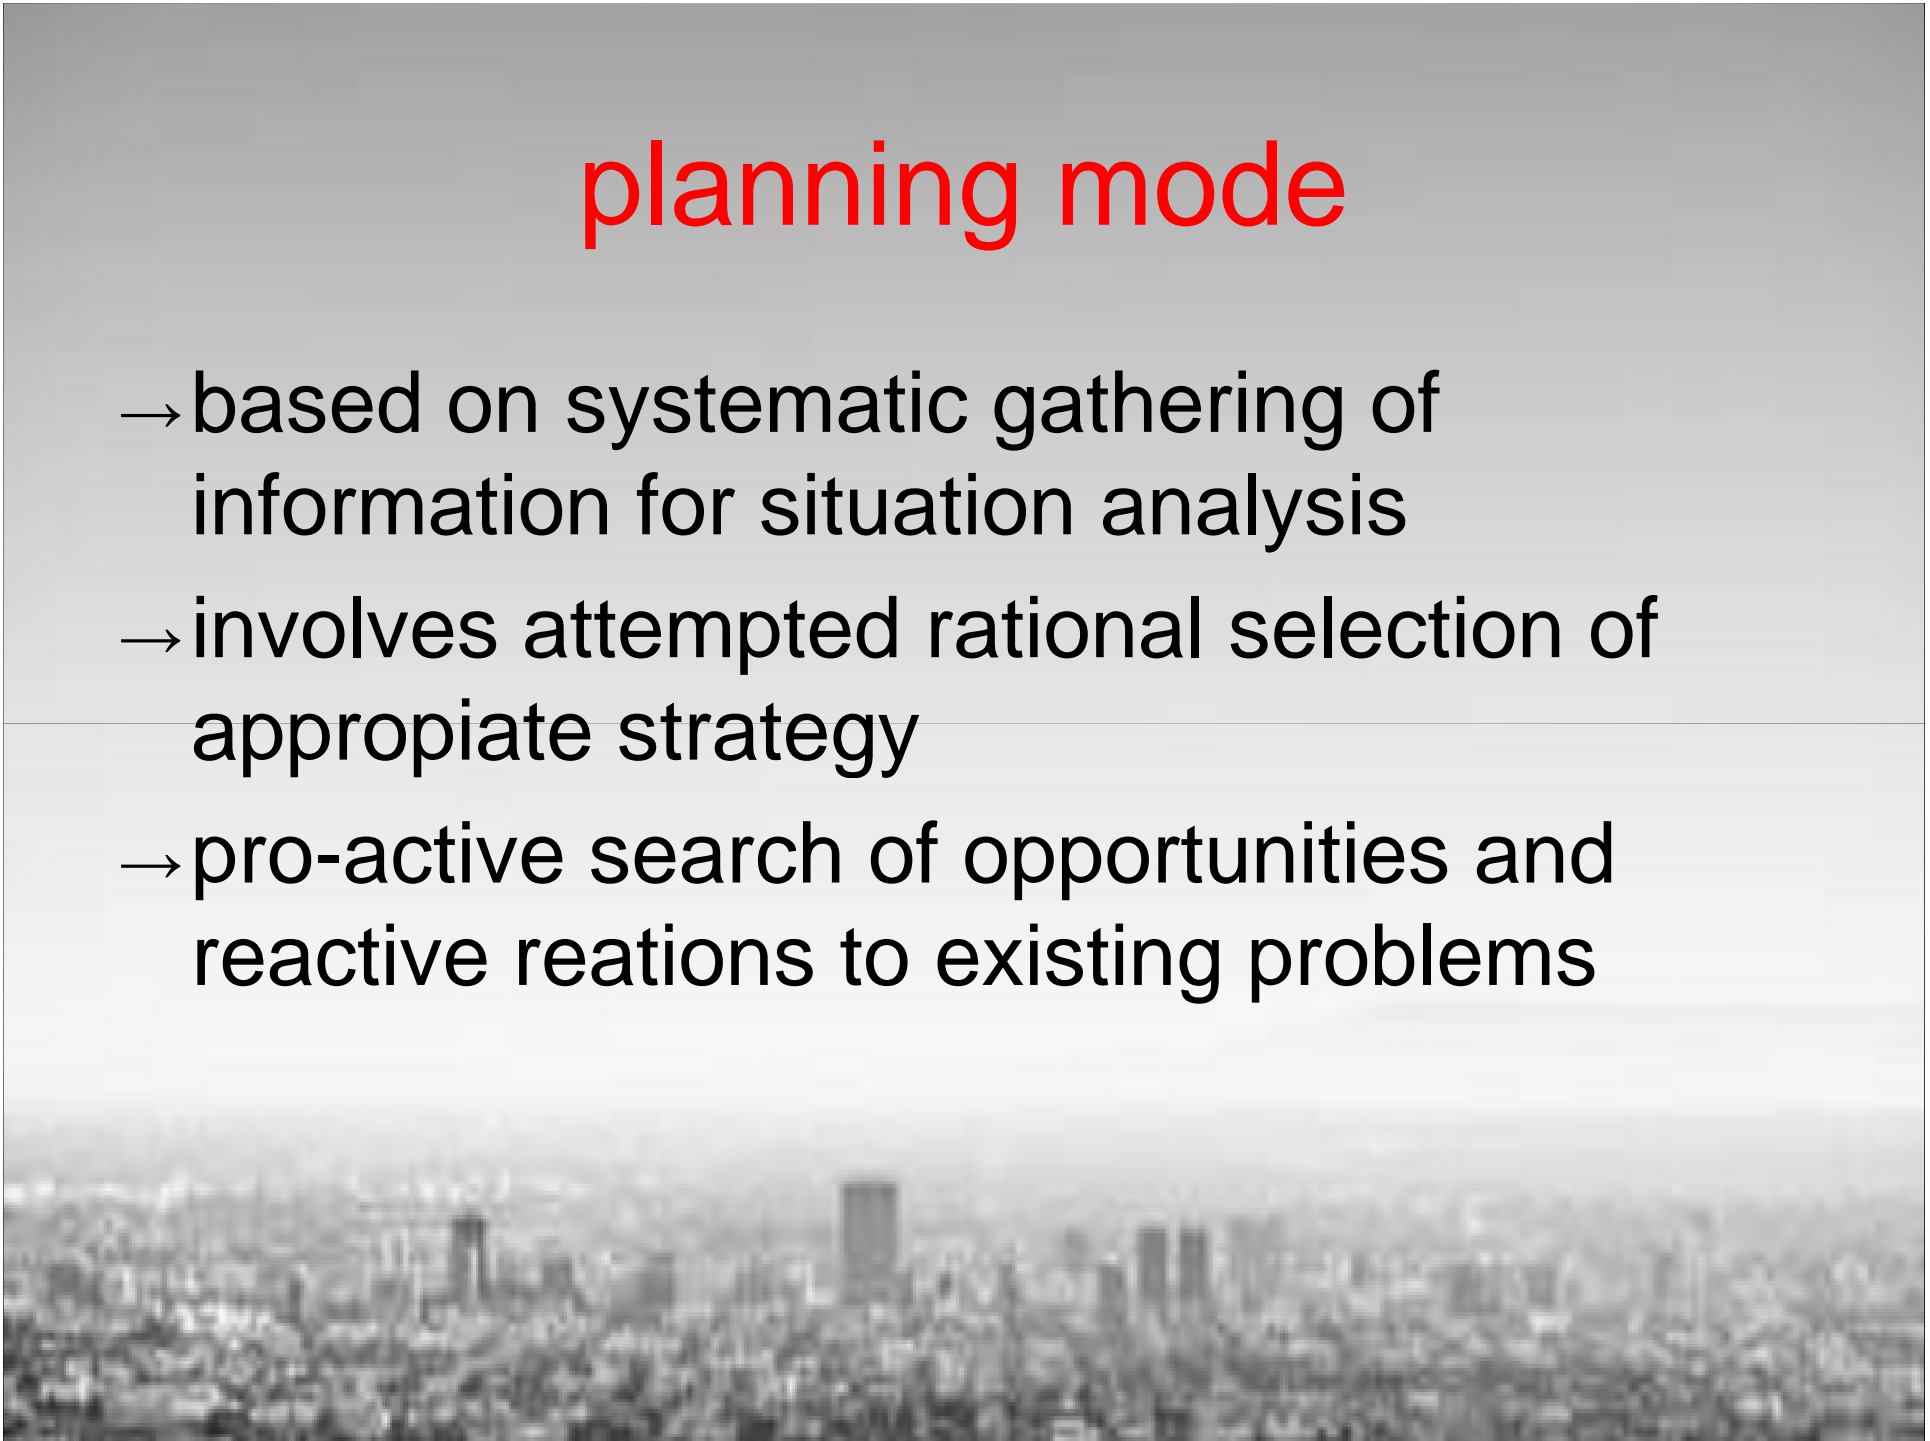 planning mode
→based on systematic gathering of
information for situation analysis
→involves attempted rational selection of
appropiate strategy
→pro-active search of opportunities and
reactive reations to existing problems